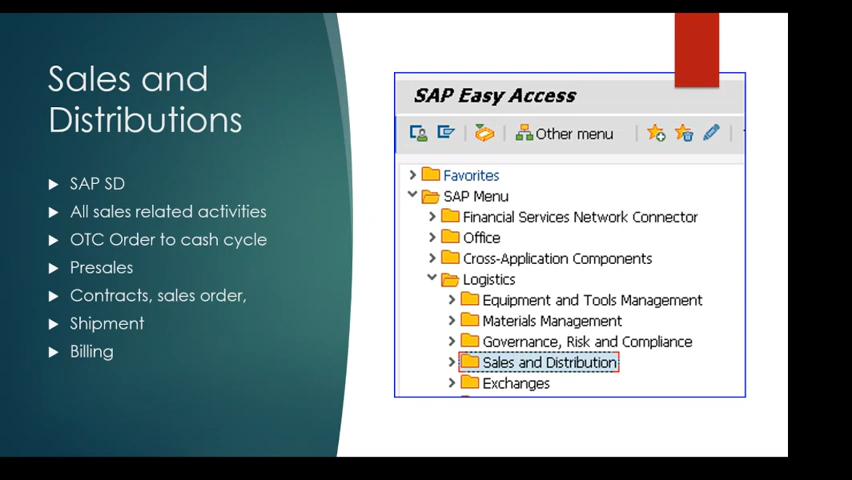 Sales and
Distributions
SAP SD
All sales related activities
OTC Order to cash cycle
Presales
Contracts, sales order,
Shipment
Billing
SAP Easy Access
Other menu
Favorites
SAP Menu
Financial Services Network Connector
Office
Cross-Application Components
Logistics
Equipment and Tools Management
Materials Management
Governance, Risk and Compliance
Sales and Distribution
Exchanges